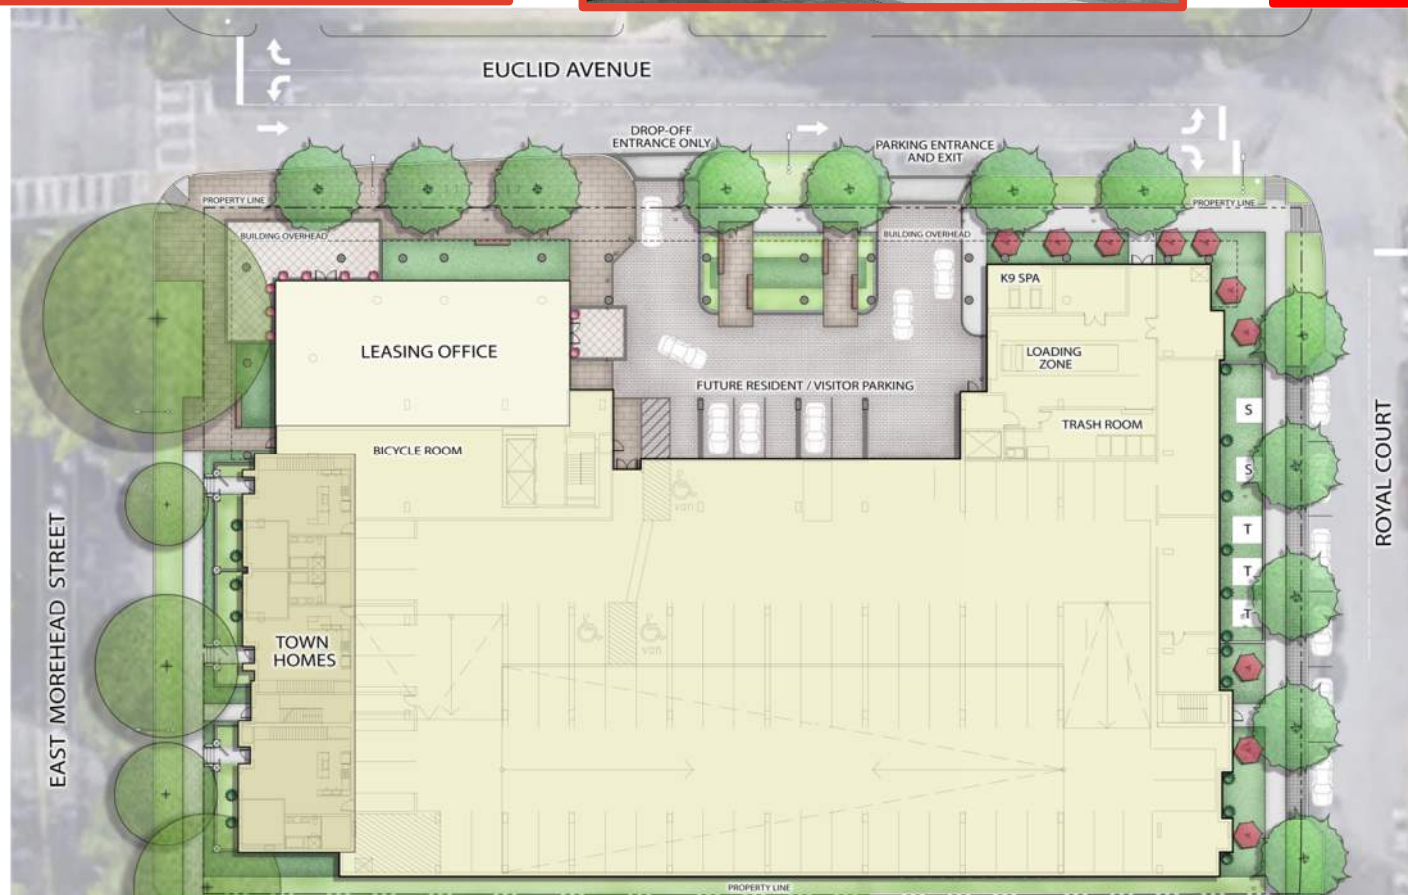 EUCLID AVENUE
DROP-OFF
ENTRANCE ONLY
PARKING ENTRANCE
AND EXIT
PROPERTY LINE
PROPERTY LINE
BUILDING OVERHEAD
BUILDING OVERHEAD
K9 SPA
LEASING OFFICE
LOADING
ZONE
FUTURE RESIDENT / VISITOR PARKING
S
TRASH ROOM
BICYCLE ROOM
S
van
T
T
T
TOWN
HOMES
van
EAST MOREHEAD STREET
ROYAL COURT
PROPERTY LINE